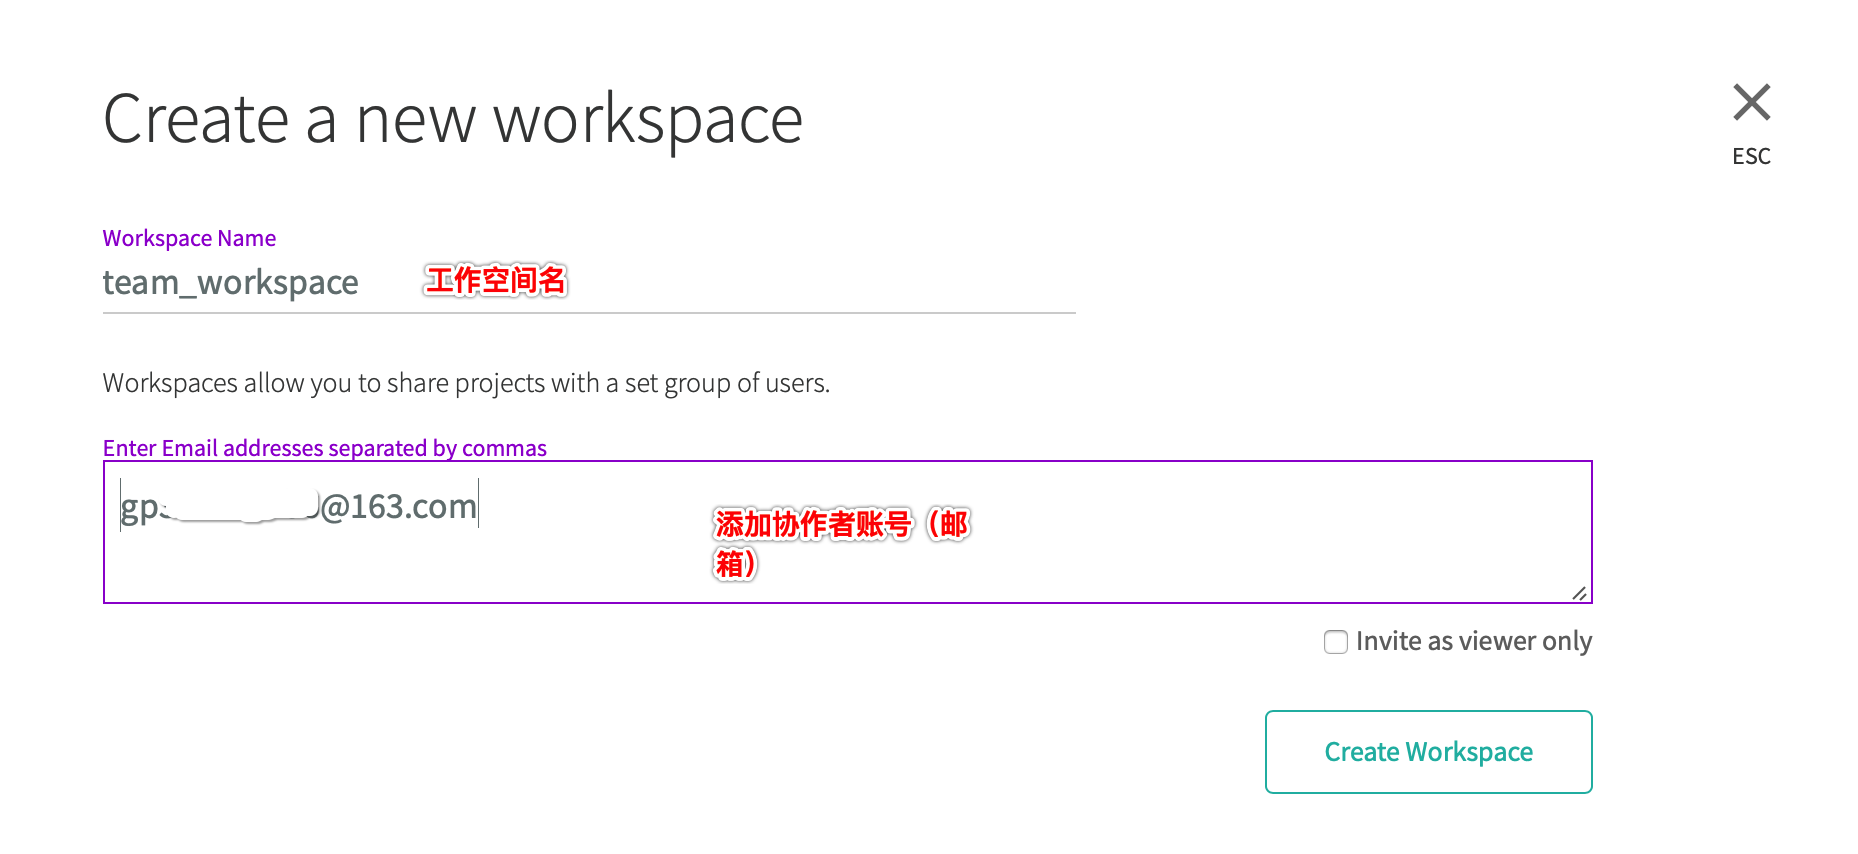 Create a new workspace
ESC
Workspace Name
team_workspace
工作空间名
Workspaces allow you to share projects with a set group of users.
Enter Email addresses separated by commas
@163.com
添加协作者账号（邮
箱）
Invite as viewer only
Create Workspace